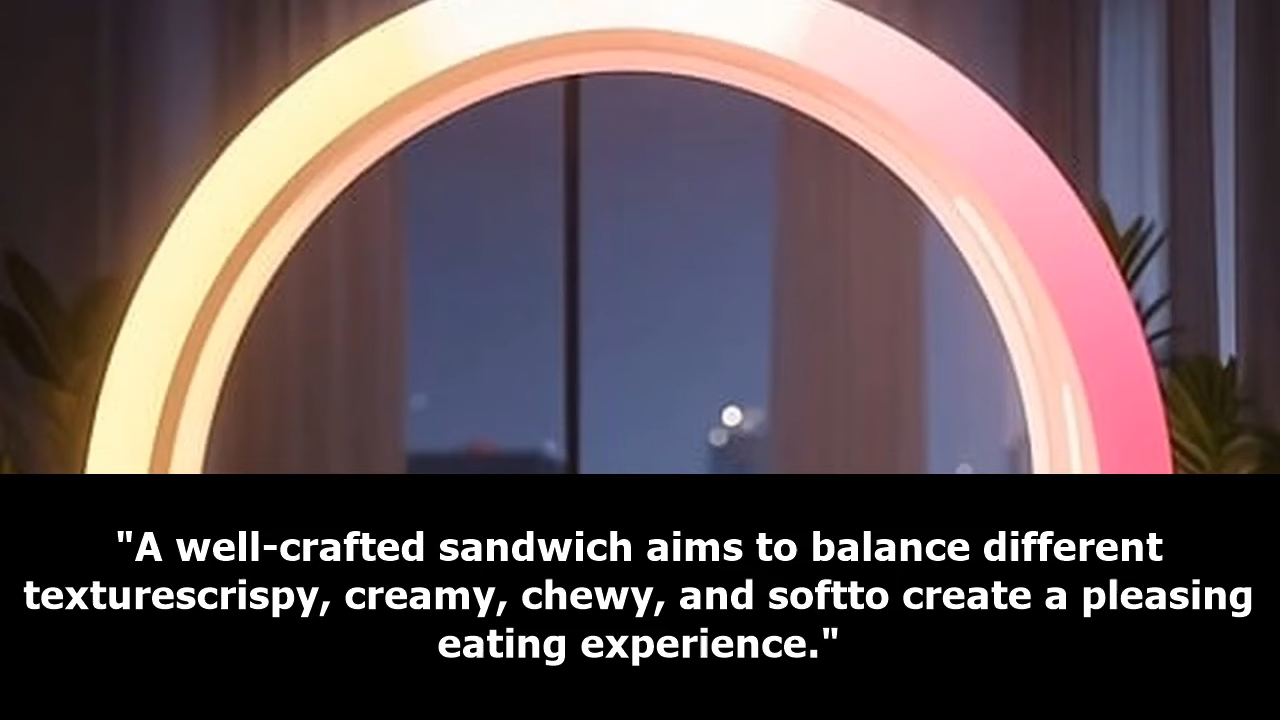 "A well-crafted sandwich aims to balance different
texturescrispy, creamy, chewy, and softto create a pleasing
eating experience."